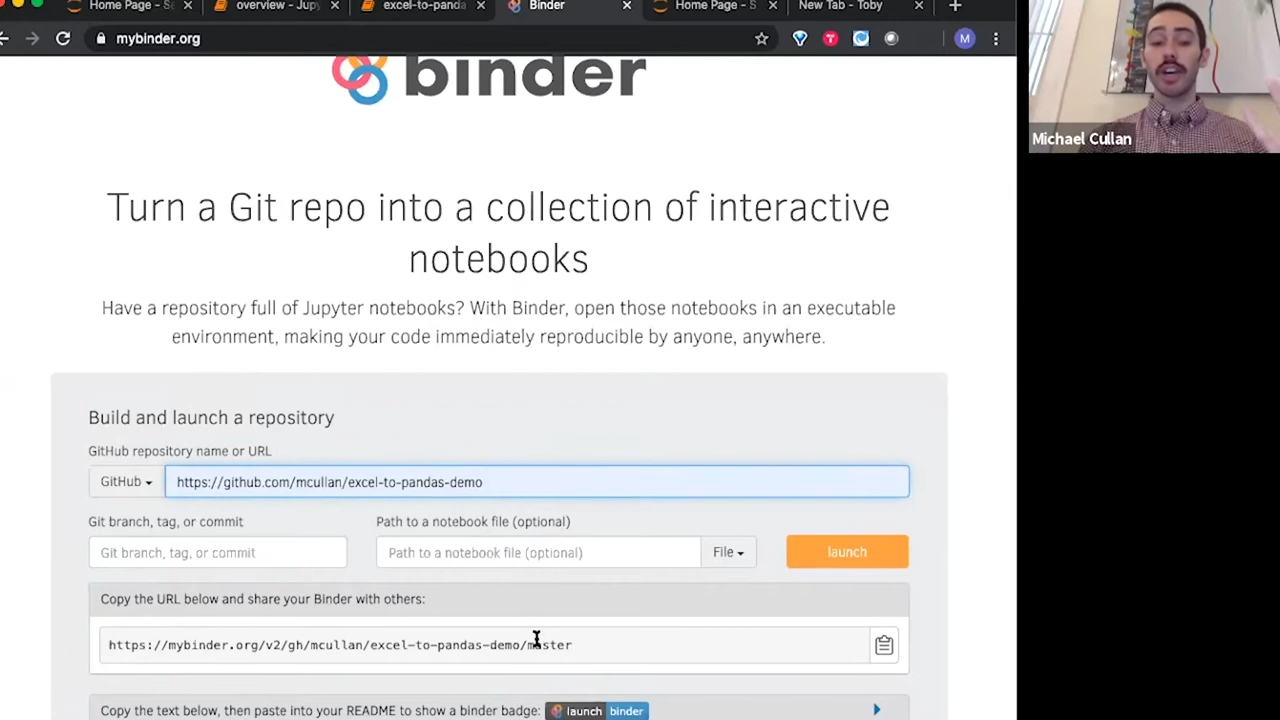 Home Page - S
overview - Jupy
excel-to-panda
Binder
Home Page - S
New Tab - Toby
mybinder.org
M
binder
Turn a Git repo into a collection of interactive
notebooks
Have a repository full of Jupyter notebooks? With Binder, open those notebooks in an executable
environment, making your code immediately reproducible by anyone, anywhere.
Build and launch a repository
GitHub repository name or URL
GitHub
https://github.com/mcullan/excel-to-pandas-demo
Git branch, tag, or commit
Path to a notebook file (optional)
Git branch, tag, or commit
Path to a notebook file (optional)
File
launch
Copy the URL below and share your Binder with others:
https://mybinder.org/v2/gh/mcullan/excel-to-pandas-demo/master
Copy the text below, then paste into your README to show a binder badge: launch binder
Michael Cullan